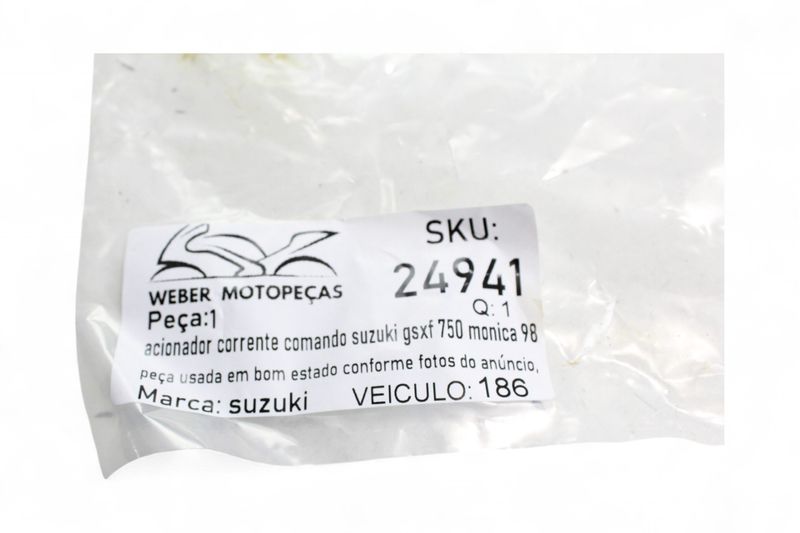 SKU:
24941
WEBER MOTOPEÇAS
Q: 1
Peça:1
acionador corrente comando suzuki gsxf 750 monica 98
peça usada em bom estado conforme fotos do anúncio,
Marca: suzuki VEICULO: 186